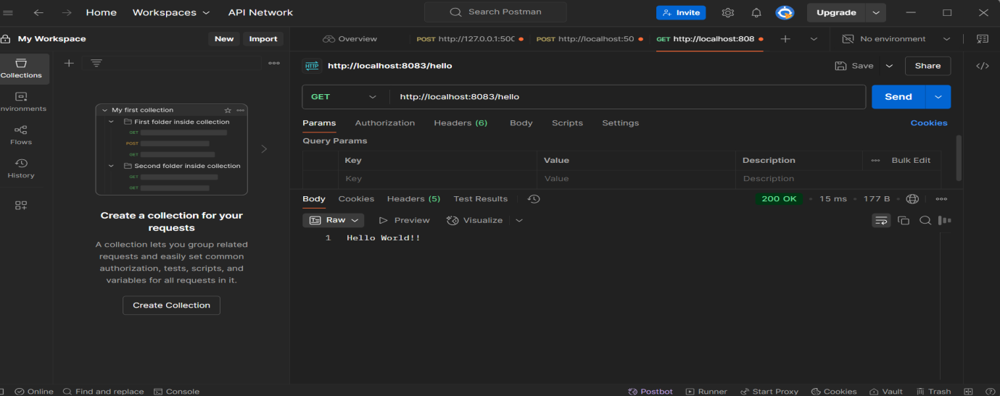 Home Workspaces API Network Search Postman Invite Upgrade
My Workspace New Import Overview POST http://127.0.0.1:500 POST http://localhost:50 GET http://localhost:808 No environment
Collections
HTTP http://localhost:8083/hello Save Share
GET http://localhost:8083/hello Send
nvironments
Params Authorization Headers (6) Body Scripts Settings Cookies
Flows
Query Params
History
Key Value Description Bulk Edit
Key Value Description
My first collection
First folder inside collection
GET
POST
GET
Second folder inside collection
GET
GET
Create a collection for your
requests
A collection lets you group related
requests and easily set common
authorization, tests, scripts, and
variables for all requests in it.
Create Collection
Body Cookies Headers (5) Test Results 200 OK 15 ms 177 B
Raw Preview Visualize
1 Hello World!!
Online Find and replace Console Postbot Runner Start Proxy Cookies Vault Trash